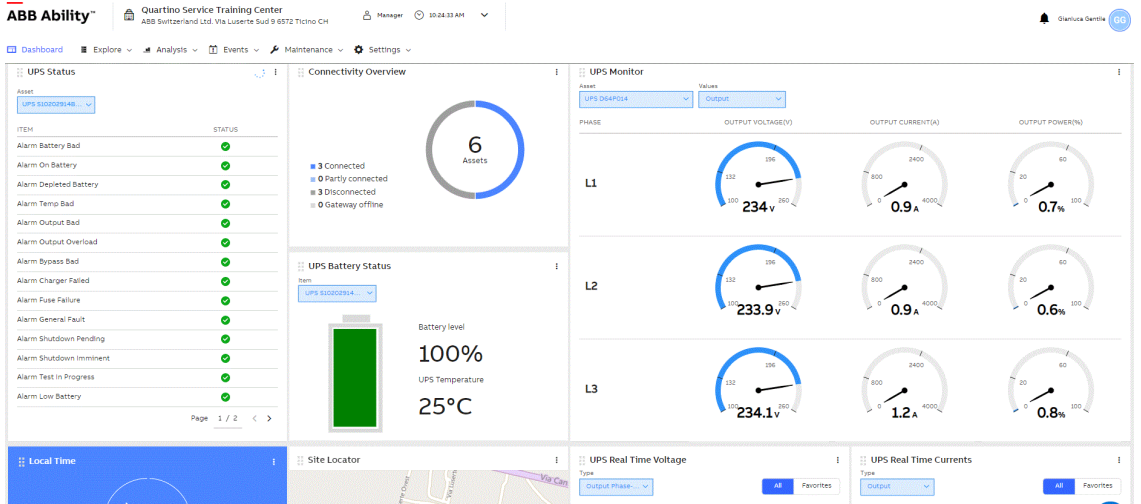 ABB Ability™
Quartino Service Training Center
ABB Switzerland Ltd. Via Luserte Sud 9 6572 Ticino CH
Manager
10:24:33 AM
Gianluca Gentile
GG
Dashboard
Explore
Analysis
Events
Maintenance
Settings
UPS Status
Asset
UPS S102029148...
ITEM STATUS
Alarm Battery Bad
Alarm On Battery
Alarm Depleted Battery
Alarm Temp Bad
Alarm Output Bad
Alarm Output Overload
Alarm Bypass Bad
Alarm Charger Failed
Alarm Fuse Failure
Alarm General Fault
Alarm Shutdown Pending
Alarm Shutdown Imminent
Alarm Test In Progress
Alarm Low Battery
Page 1 / 2 < >
Connectivity Overview
6
Assets
3 Connected
0 Partly connected
3 Disconnected
0 Gateway offline
UPS Battery Status
Item
UPS S10202914...
Battery level
100%
UPS Temperature
25°C
UPS Monitor
Asset Values
UPS D64P014 Output
PHASE OUTPUT VOLTAGE(V) OUTPUT CURRENT(A) OUTPUT POWER(%)
196 2400 60
132 800 20
L1
100 260 0 4000 0 100
234 V 0.9 A 0.7%
196 2400 60
132 800 20
L2
100 260 0 4000 0 100
233.9 V 0.9 A 0.6%
196 2400 60
132 800 20
L3
100 260 0 4000 0 100
234.1 V 1.2 A 0.8%
Local Time
Site Locator
Via Can
UPS Real Time Voltage
Type
Output Phase-... All Favorites
UPS Real Time Currents
Type
Output All Favorites